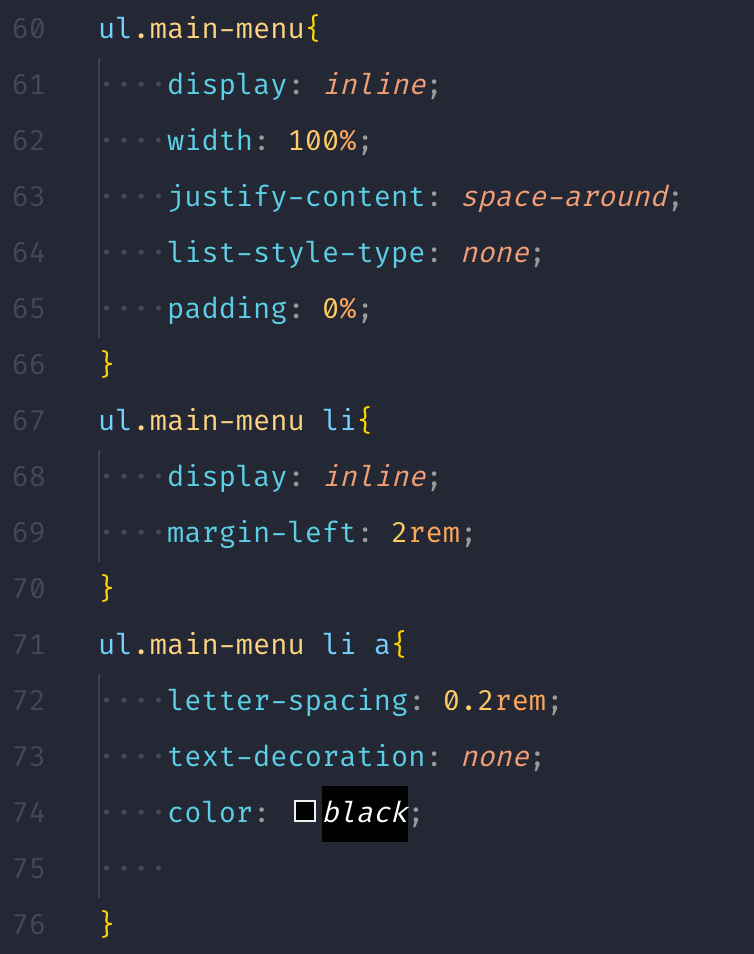 60 ul.main-menu{
61 ····display: inline;
62 ····width: 100%;
63 ····justify-content: space-around;
64 ····list-style-type: none;
65 ····padding: 0%;
66 }
67 ul.main-menu li{
68 ····display: inline;
69 ····margin-left: 2rem;
70 }
71 ul.main-menu li a{
72 ····letter-spacing: 0.2rem;
73 ····text-decoration: none;
74 ····color: black;
75 ····
76 }